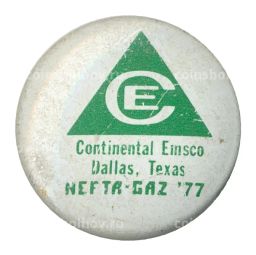 CE
Continental Emsco
Dallas, Texas
NEFTA-GAZ '77